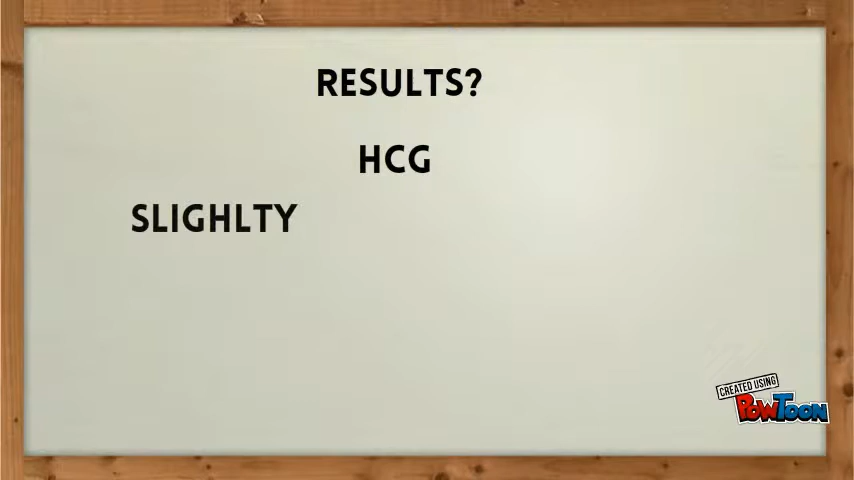 RESULTS?
HCG
SLIGHLTY
CREATED USING
POWTOON